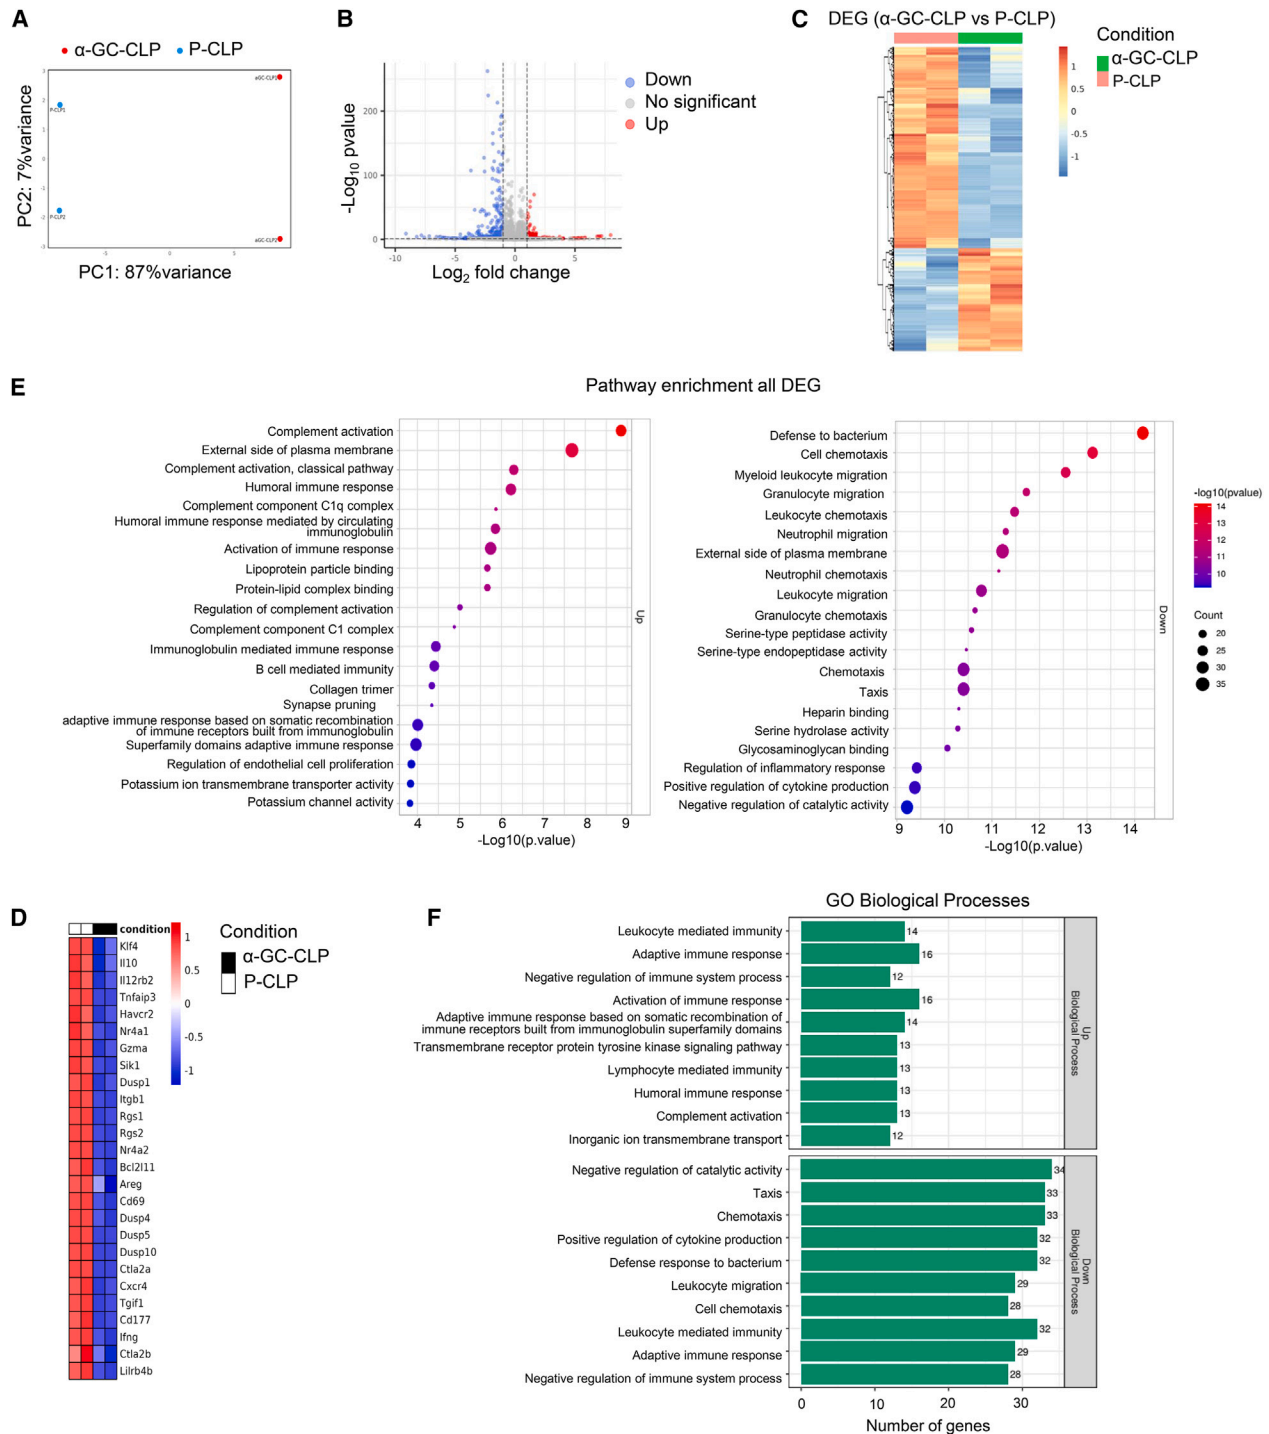 A
α-GC-CLP
P-CLP
PC2: 7%variance
PC1: 87%variance
aGC-CLP1
P-CLP1
P-CLP2
aGC-CLP2
B
Down
No significant
Up
-Log10 pvalue
200
100
0
-10
-5
0
5
Log2 fold change
C
DEG (α-GC-CLP vs P-CLP)
Condition
α-GC-CLP
P-CLP
1
0.5
0
-0.5
-1
E
Pathway enrichment all DEG
Complement activation
External side of plasma membrane
Complement activation, classical pathway
Humoral immune response
Complement component C1q complex
Humoral immune response mediated by circulating
immunoglobulin
Activation of immune response
Lipoprotein particle binding
Protein-lipid complex binding
Regulation of complement activation
Complement component C1 complex
Immunoglobulin mediated immune response
B cell mediated immunity
Collagen trimer
Synapse pruning
adaptive immune response based on somatic recombination
of immune receptors built from immunoglobulin
Superfamily domains adaptive immune response
Regulation of endothelial cell proliferation
Potassium ion transmembrane transporter activity
Potassium channel activity
4 5 6 7 8 9
-Log10(p.value)
Up
Defense to bacterium
Cell chemotaxis
Myeloid leukocyte migration
Granulocyte migration
Leukocyte chemotaxis
Neutrophil migration
External side of plasma membrane
Neutrophil chemotaxis
Leukocyte migration
Granulocyte chemotaxis
Serine-type peptidase activity
Serine-type endopeptidase activity
Chemotaxis
Taxis
Heparin binding
Serine hydrolase activity
Glycosaminoglycan binding
Regulation of inflammatory response
Positive regulation of cytokine production
Negative regulation of catalytic activity
9 10 11 12 13 14
-Log10(p.value)
Down
-log10(pvalue)
14
13
12
11
10
Count
20
25
30
35
D
condition
Klf4
Il10
Il12rb2
Tnfaip3
Havcr2
Nr4a1
Gzma
Sik1
Dusp1
Itgb1
Rgs1
Rgs2
Nr4a2
Bcl2l11
Areg
Cd69
Dusp4
Dusp5
Dusp10
Ctla2a
Cxcr4
Tgif1
Cd177
Ifng
Ctla2b
Lilrb4b
1
0.5
0
-0.5
-1
Condition
α-GC-CLP
P-CLP
F
GO Biological Processes
Leukocyte mediated immunity 14
Adaptive immune response 16
Negative regulation of immune system process 12
Activation of immune response 16
Adaptive immune response based on somatic recombination of
immune receptors built from immunoglobulin superfamily domains 14
Transmembrane receptor protein tyrosine kinase signaling pathway 13
Lymphocyte mediated immunity 13
Humoral immune response 13
Complement activation 13
Inorganic ion transmembrane transport 12
Up
Biological Process
Negative regulation of catalytic activity 34
Taxis 33
Chemotaxis 33
Positive regulation of cytokine production 32
Defense response to bacterium 32
Leukocyte migration 29
Cell chemotaxis 28
Leukocyte mediated immunity 32
Adaptive immune response 29
Negative regulation of immune system process 28
Down
Biological Process
0 10 20 30
Number of genes